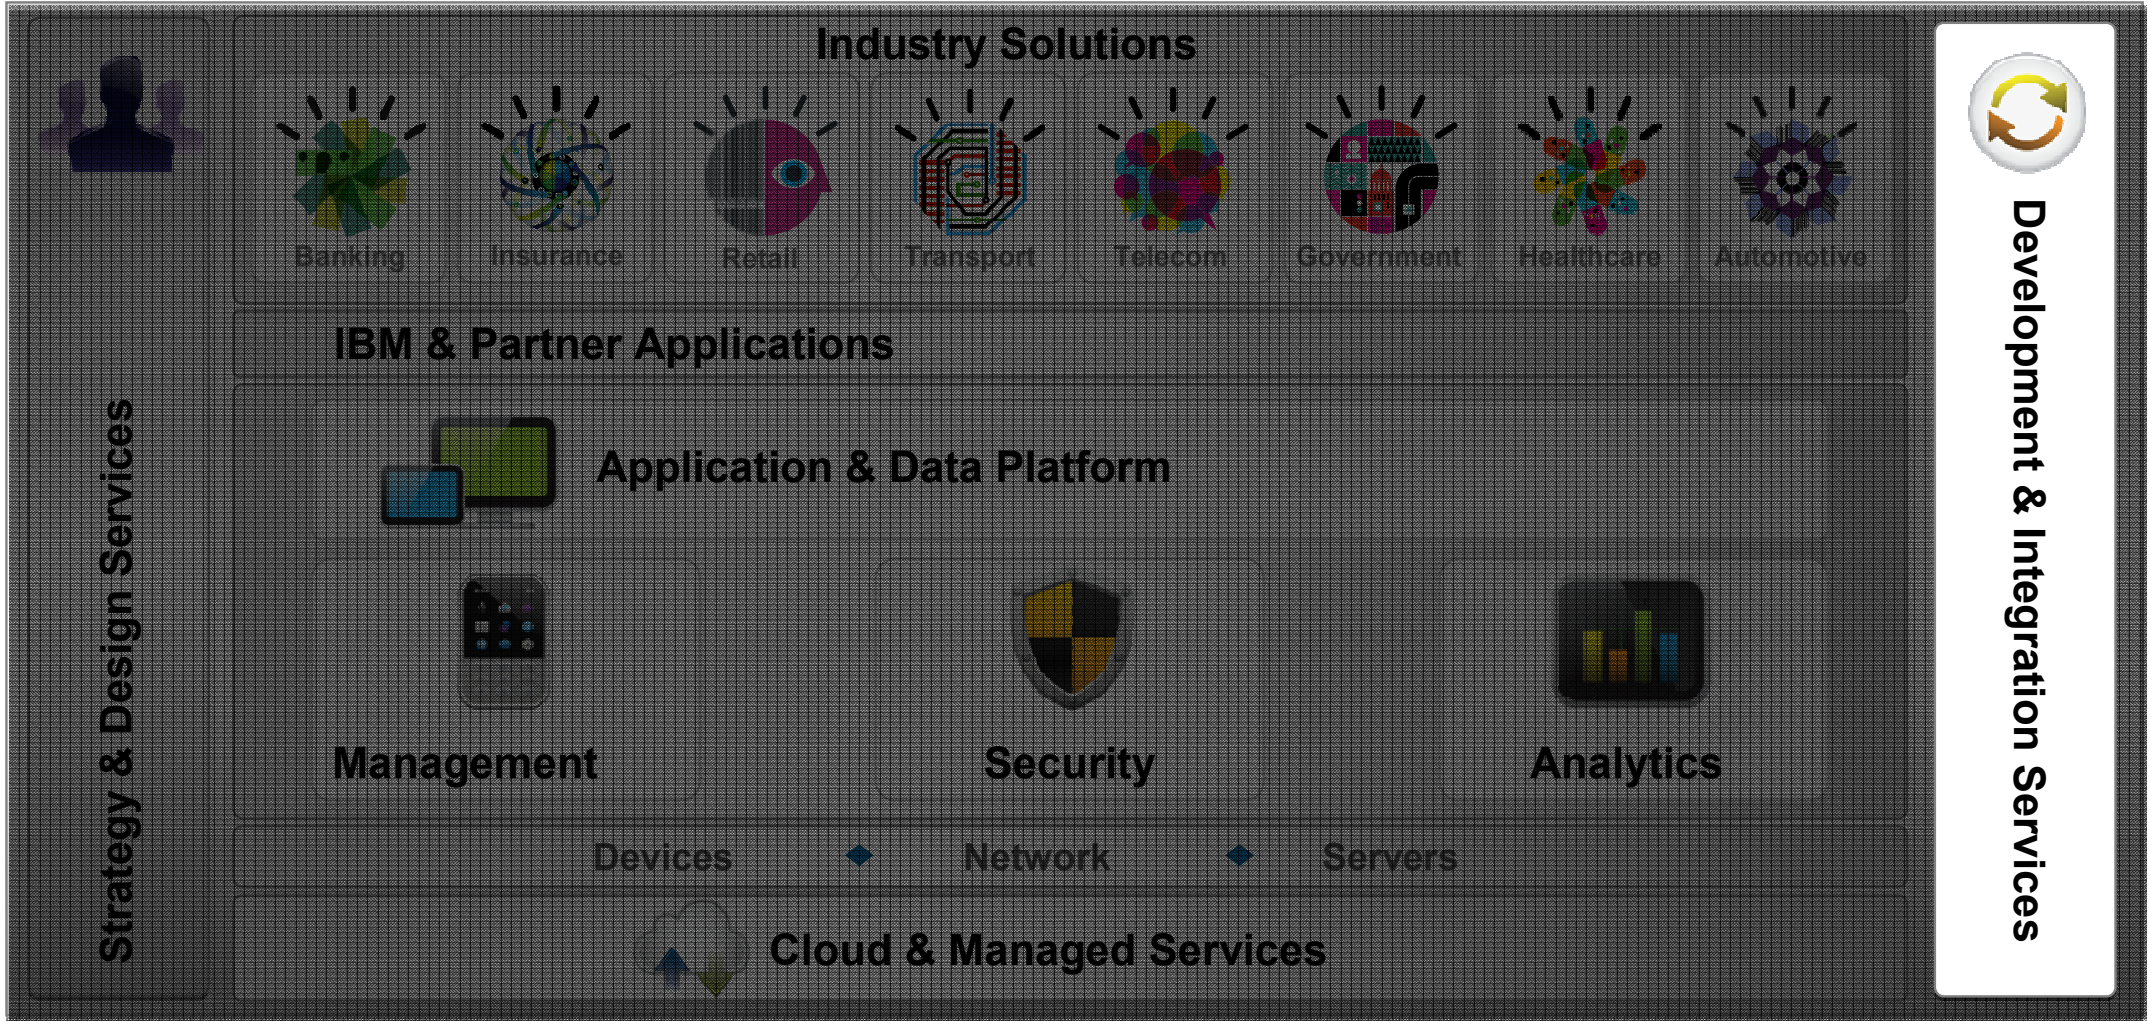 Industry Solutions
Banking
Insurance
Retail
Transport
Telecom
Government
Healthcare
Automotive
IBM & Partner Applications
Strategy & Design Services
Application & Data Platform
Management
Security
Analytics
Devices
Network
Servers
Cloud & Managed Services
Development & Integration Services